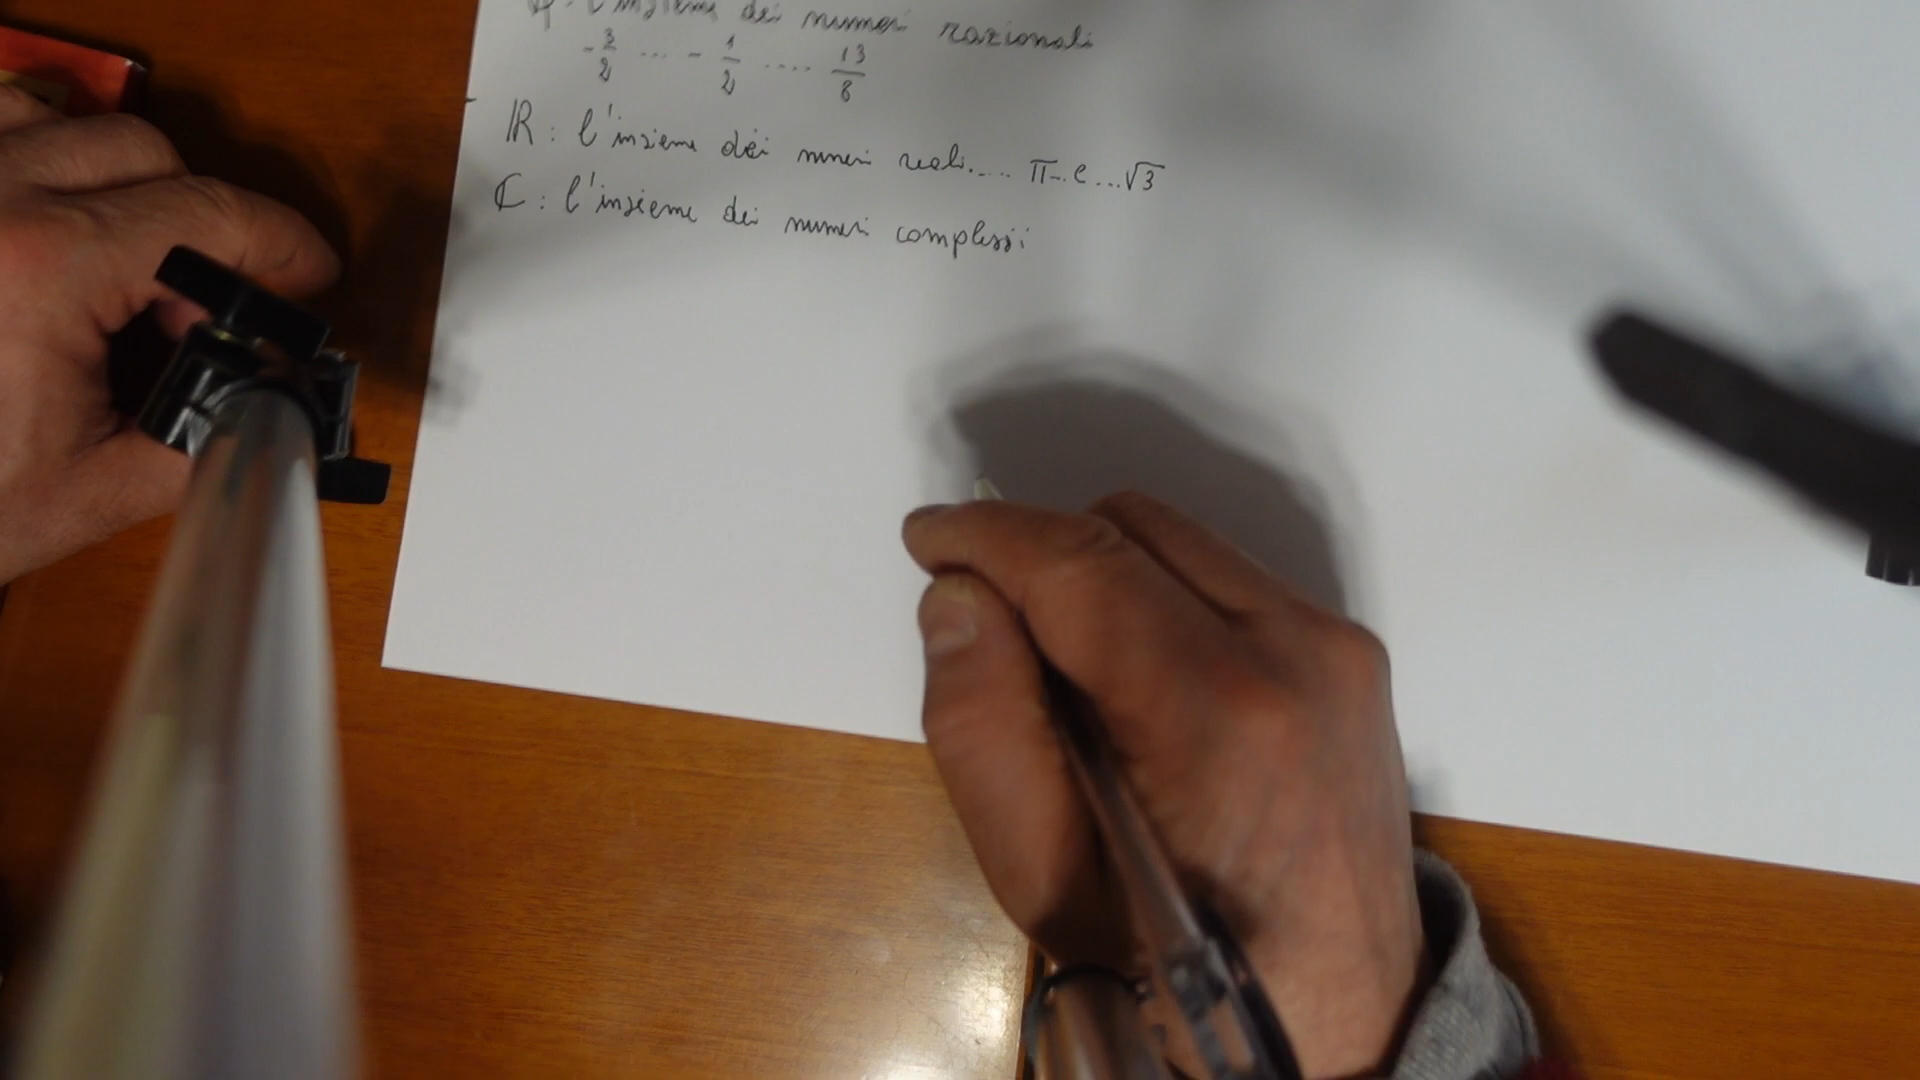 Q: l'insieme dei numeri razionali
-3/2 ... -1/2 .... 13/8
ℝ: l'insieme dei numeri reali.... π... e ...√3
ℂ: l'insieme dei numeri complessi